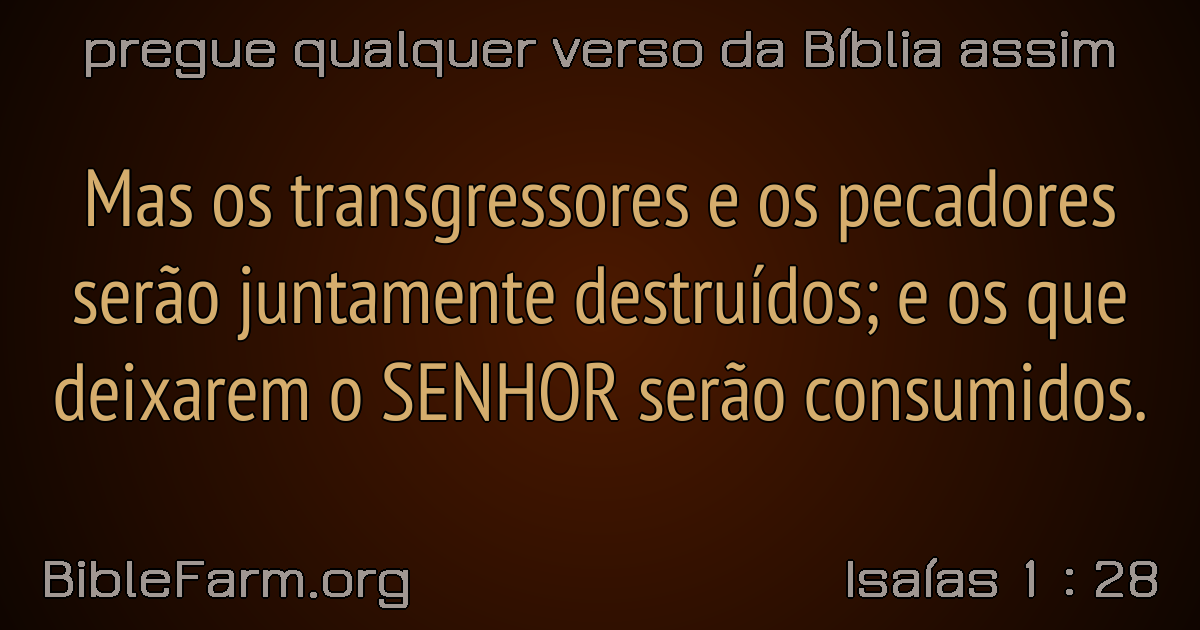 pregue qualquer verso da Bíblia assim
Mas os transgressores e os pecadores
serão juntamente destruídos; e os que
deixarem o SENHOR serão consumidos.
BibleFarm.org
Isaías 1 : 28